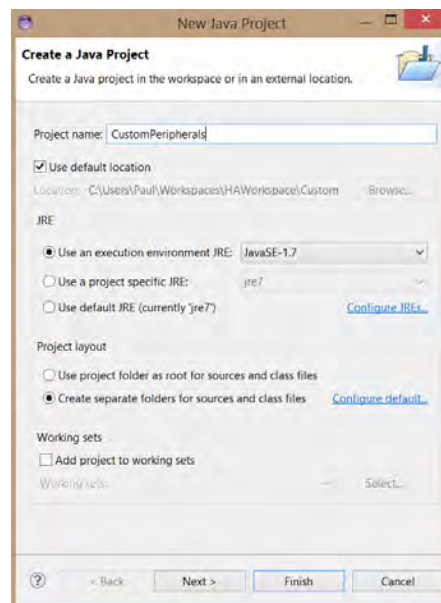 New Java Project
Create a Java Project
Create a Java project in the workspace or in an external location.
Project name: CustomPeripherals
Use default location
Location: C:\Users\Paul\Workspaces\HAWorkspace\Custom Browse...
JRE
Use an execution environment JRE: JavaSE-1.7
Use a project specific JRE: jre7
Use default JRE (currently 'jre7') Configure JREs...
Project layout
Use project folder as root for sources and class files
Create separate folders for sources and class files Configure default...
Working sets
Add project to working sets
Working sets: Select...
? < Back Next > Finish Cancel